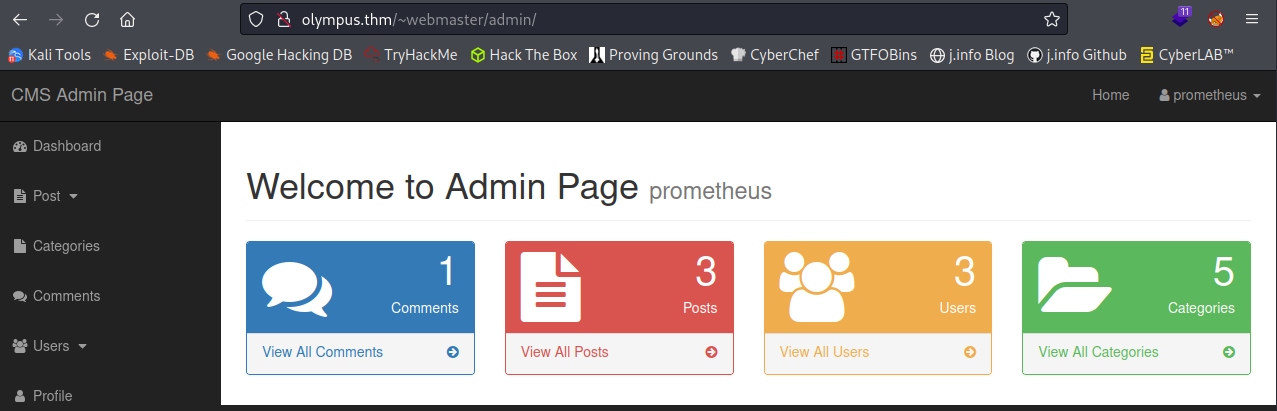 olympus.thm/~webmaster/admin/
11
Kali Tools Exploit-DB Google Hacking DB TryHackMe Hack The Box Proving Grounds CyberChef GTFOBins j.info Blog j.info Github CyberLAB™
CMS Admin Page Home prometheus
Dashboard
Post
Categories
Comments
Users
Profile
Welcome to Admin Page prometheus
1
Comments
View All Comments
3
Posts
View All Posts
3
Users
View All Users
5
Categories
View All Categories